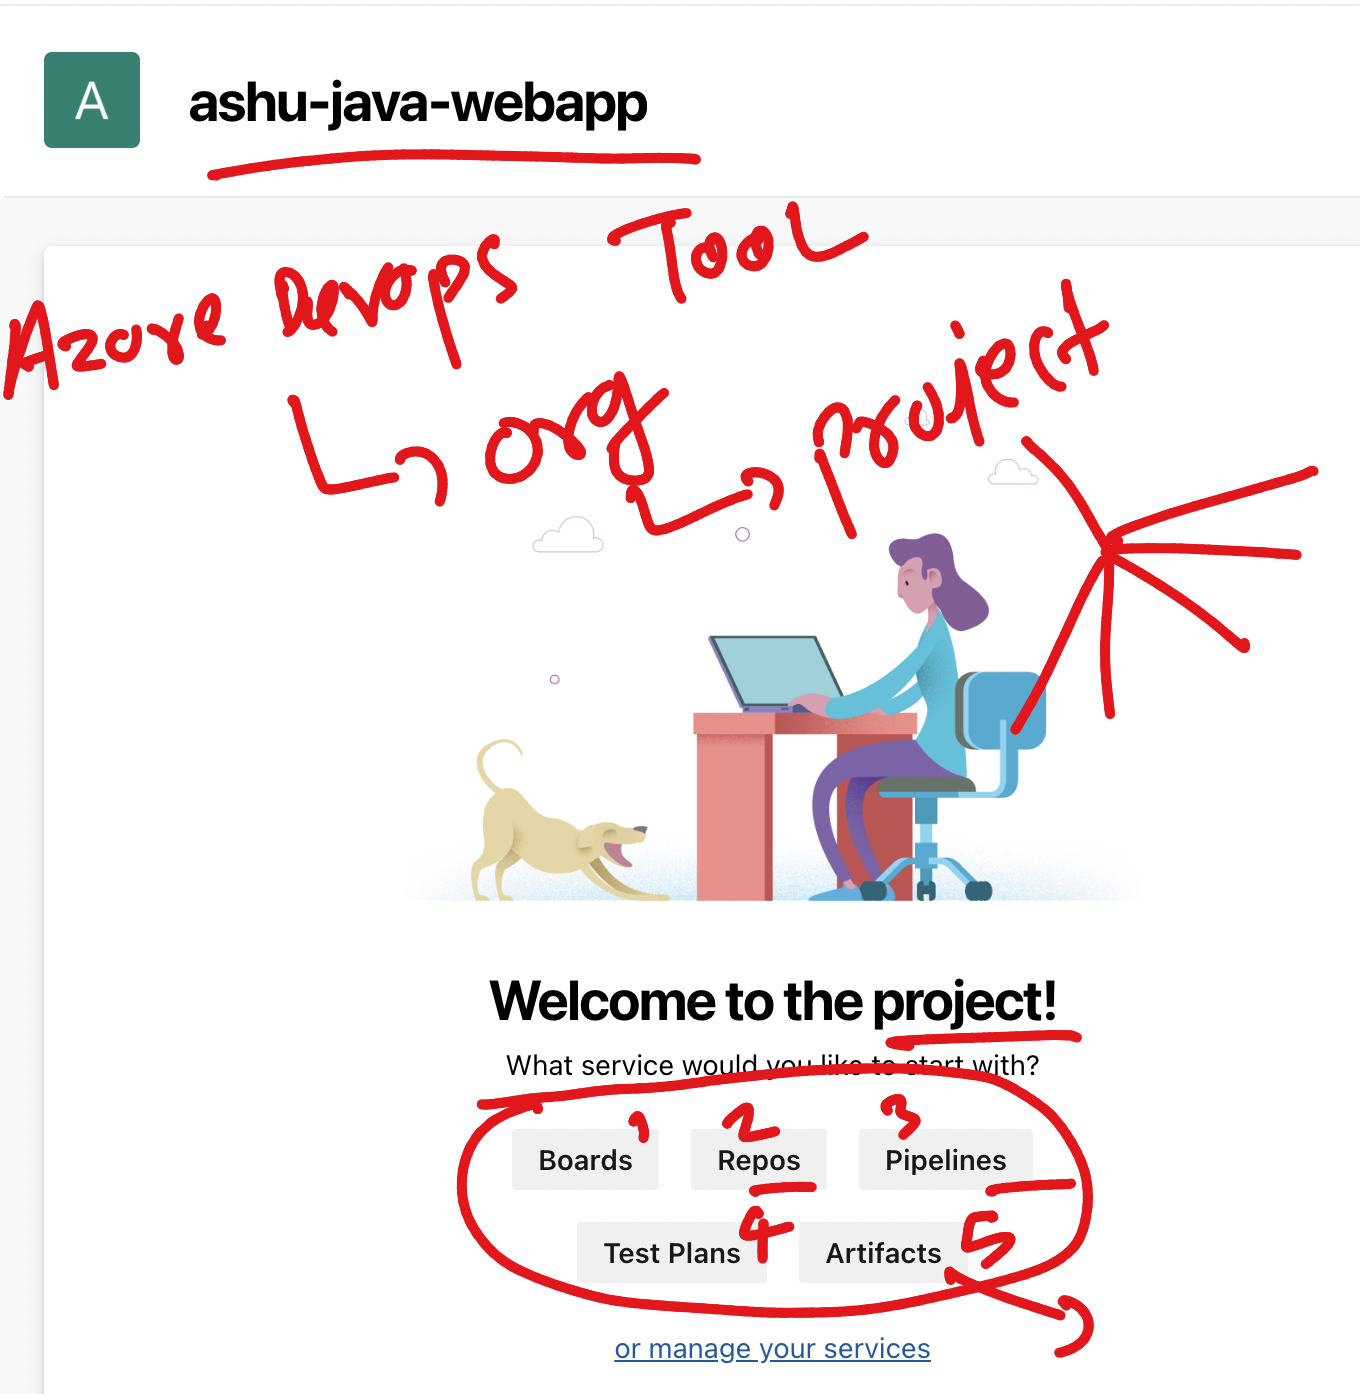 A
ashu-java-webapp
Azore Devops Tool
org
project
Welcome to the project!
What service would you like to start with?
1 2 3
Boards Repos Pipelines
4 5
Test Plans Artifacts
or manage your services